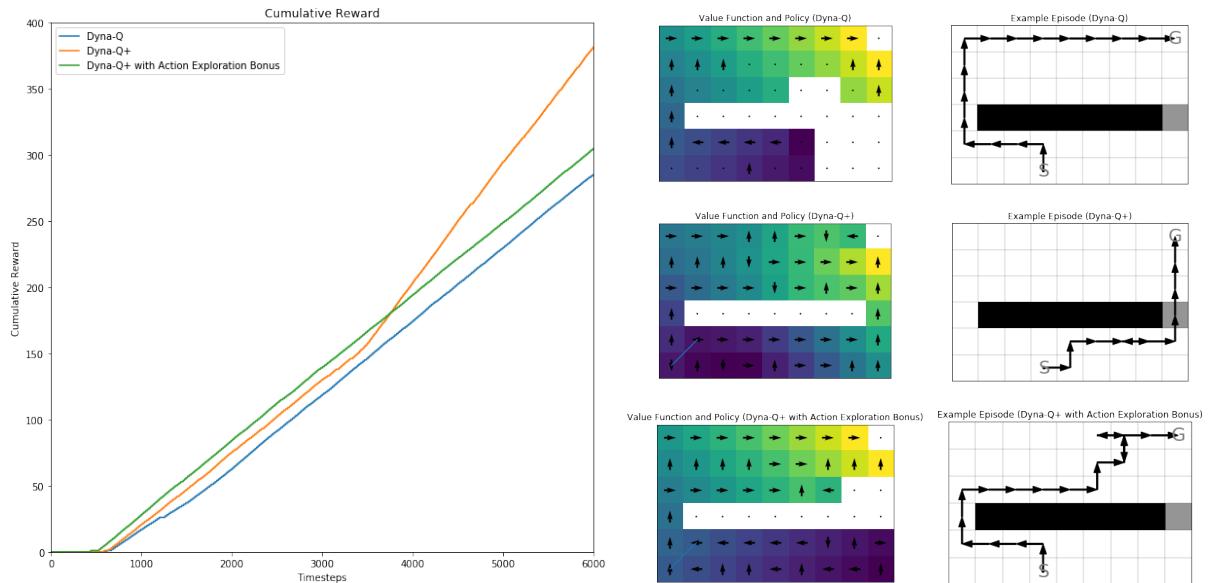 Cumulative Reward
Dyna-Q
Dyna-Q+
Dyna-Q+ with Action Exploration Bonus
Cumulative Reward
400
350
300
250
200
150
100
50
0
0 1000 2000 3000 4000 5000 6000
Timesteps
Value Function and Policy (Dyna-Q)
Example Episode (Dyna-Q)
G
S
Value Function and Policy (Dyna-Q+)
Example Episode (Dyna-Q+)
G
S
Value Function and Policy (Dyna-Q+ with Action Exploration Bonus)
Example Episode (Dyna-Q+ with Action Exploration Bonus)
G
S